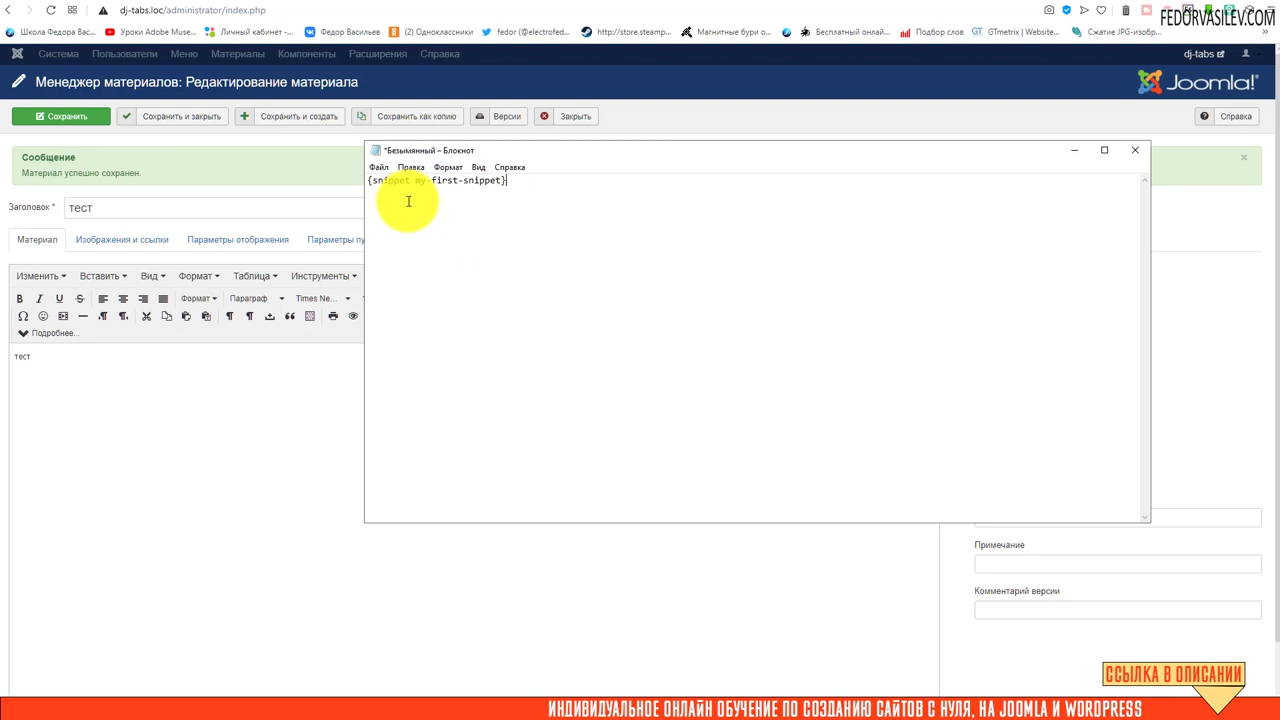 dj-tabs.loc/administrator/index.php
FEDORVASILEV.COM
Школа Федора Вас...
Уроки Adobe Muse...
Личный кабинет -...
Федор Васильев
(2) Одноклассники
fedor (@electrofed...
http://store.steamp...
Магнитные бури о...
Бесплатный онлай...
Подбор слов
GTmetrix | Website...
Сжатие JPG-изобр...
Система
Пользователи
Меню
Материалы
Компоненты
Расширения
Справка
dj-tabs
Менеджер материалов: Редактирование материала
Joomla!
Сохранить
Сохранить и закрыть
Сохранить и создать
Сохранить как копию
Версии
Закрыть
Справка
Сообщение
Материал успешно сохранен.
*Безымянный – Блокнот
Файл
Правка
Формат
Вид
Справка
{snippet my-first-snippet}
Заголовок *
тест
Материал
Изображения и ссылки
Параметры отображения
Параметры пу
Изменить
Вставить
Вид
Формат
Таблица
Инструменты
Формат
Параграф
Times Ne...
Подробнее...
тест
Примечание
Комментарий версии
ССЫЛКА В ОПИСАНИИ
ИНДИВИДУАЛЬНОЕ ОНЛАЙН ОБУЧЕНИЕ ПО СОЗДАНИЮ САЙТОВ С НУЛЯ, НА JOOMLA И WORDPRESS